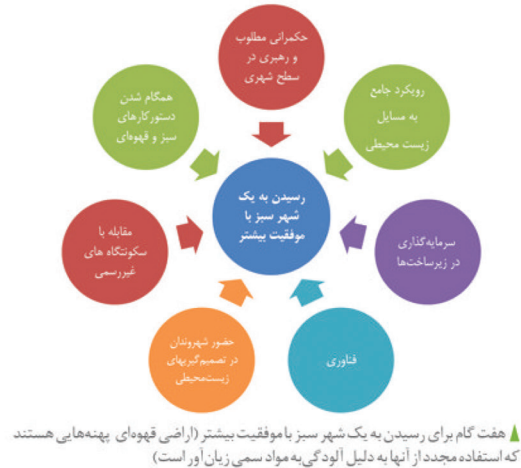 حکمرانی مطلوب
و رهبری در
سطح شهری
رویکرد جامع
به مسایل
زیست محیطی
سرمایه‌گذاری
در زیرساخت‌ها
فناوری
حضور شهروندان
در تصمیم‌گیریهای
زیست‌محیطی
مقابله با
سکونتگاه های
غیررسمی
همگام شدن
دستورکارهای
سبز و قهوه‌ای
رسیدن به یک
شهر سبز با
موفقیت بیشتر
هفت گام برای رسیدن به یک شهر سبز با موفقیت بیشتر (اراضی قهوه‌ای پهنه‌هایی هستند
که استفاده مجدد از آنها به دلیل آلودگی به مواد سمی زیان‌آور است)